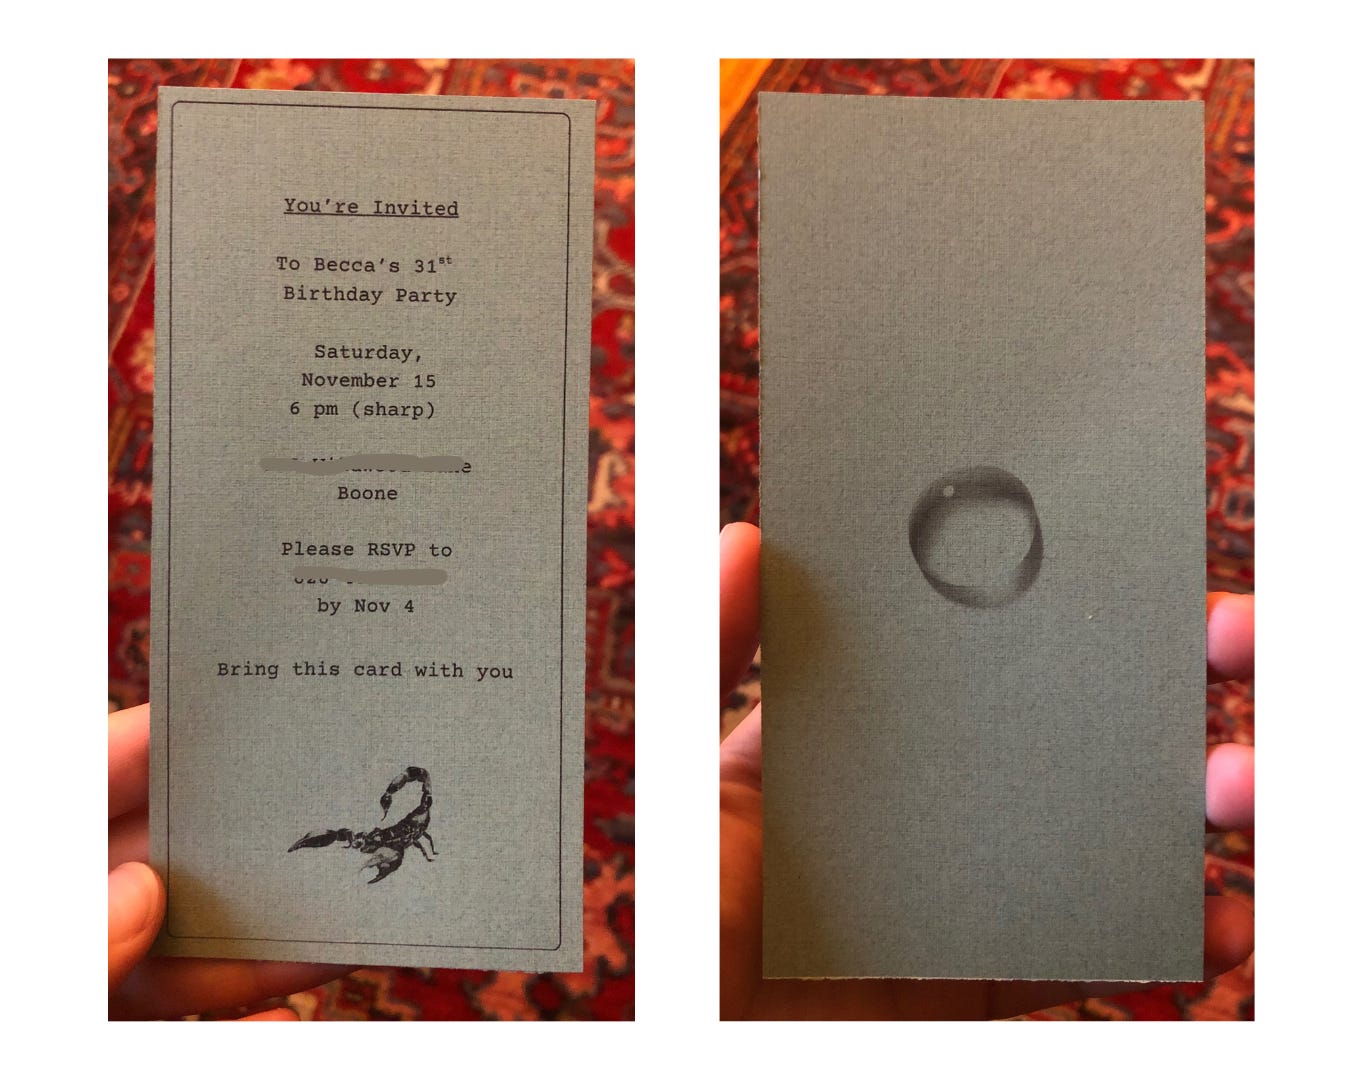 You're Invited
To Becca's 31st
Birthday Party
Saturday,
November 15
6 pm (sharp)
Boone
Please RSVP to
by Nov 4
Bring this card with you